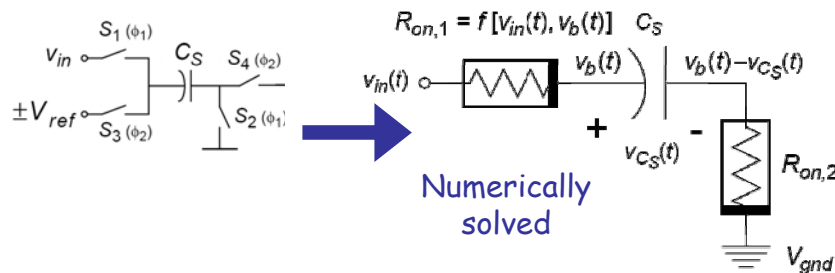 S1 (ϕ1)
vin
CS
S4 (ϕ2)
±Vref
S3 (ϕ2)
S2 (ϕ1)
Ron,1 = f [vin(t), vb(t)]
CS
vin(t)
vb(t)
vb(t)–vCS(t)
+
-
vCS(t)
Ron,2
Numerically
solved
Vgnd